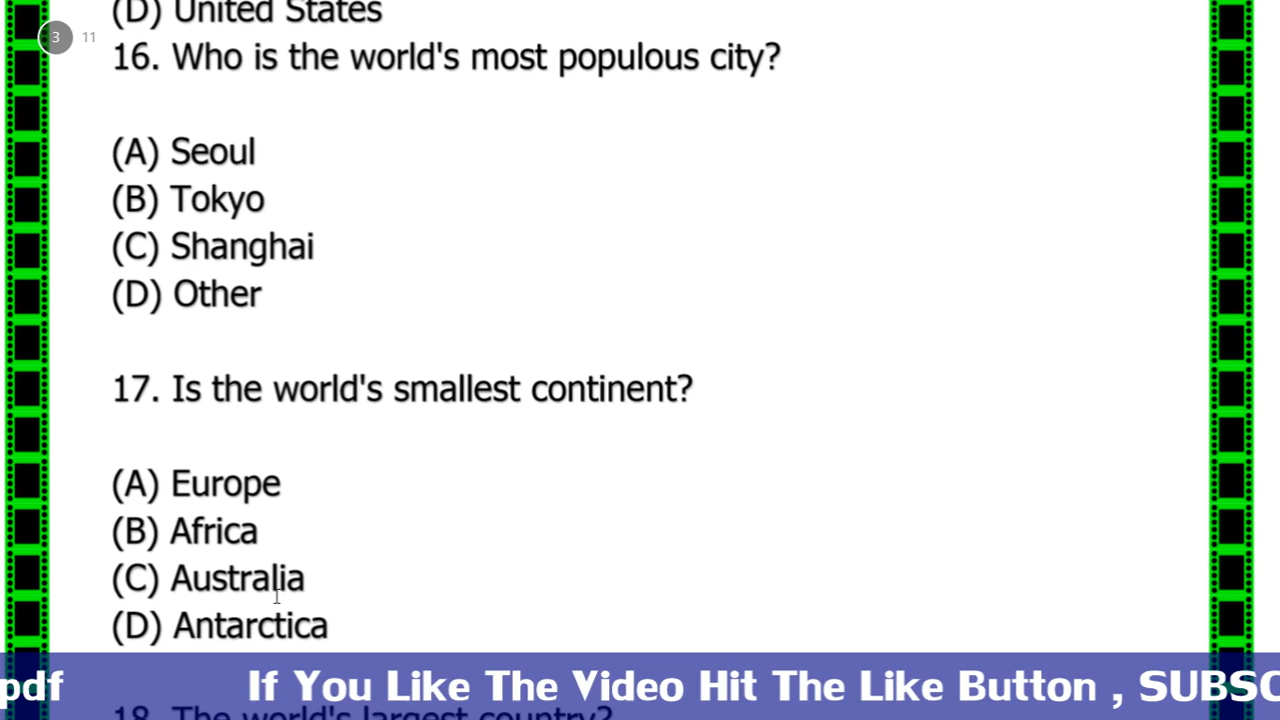 (D) United States
3 11
16. Who is the world's most populous city?
(A) Seoul
(B) Tokyo
(C) Shanghai
(D) Other
17. Is the world's smallest continent?
(A) Europe
(B) Africa
(C) Australia
(D) Antarctica
pdf If You Like The Video Hit The Like Button , SUBSC
18. The world's largest country?